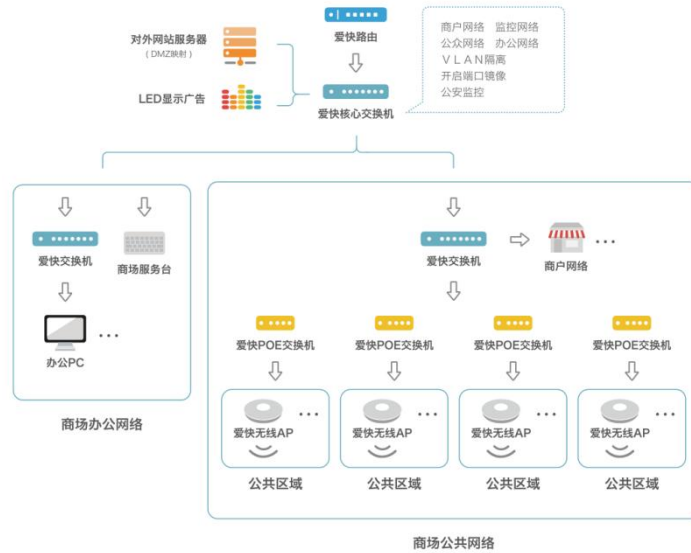 爱快路由
对外网站服务器
（DMZ映射）
LED显示广告
爱快核心交换机
商户网络 监控网络
公众网络 办公网络
ＶＬＡＮ隔离
开启端口镜像
公安监控
爱快交换机
商场服务台
办公PC
商场办公网络
爱快交换机
商户网络
爱快POE交换机
爱快POE交换机
爱快POE交换机
爱快POE交换机
爱快无线AP
爱快无线AP
爱快无线AP
爱快无线AP
公共区域
公共区域
公共区域
公共区域
商场公共网络